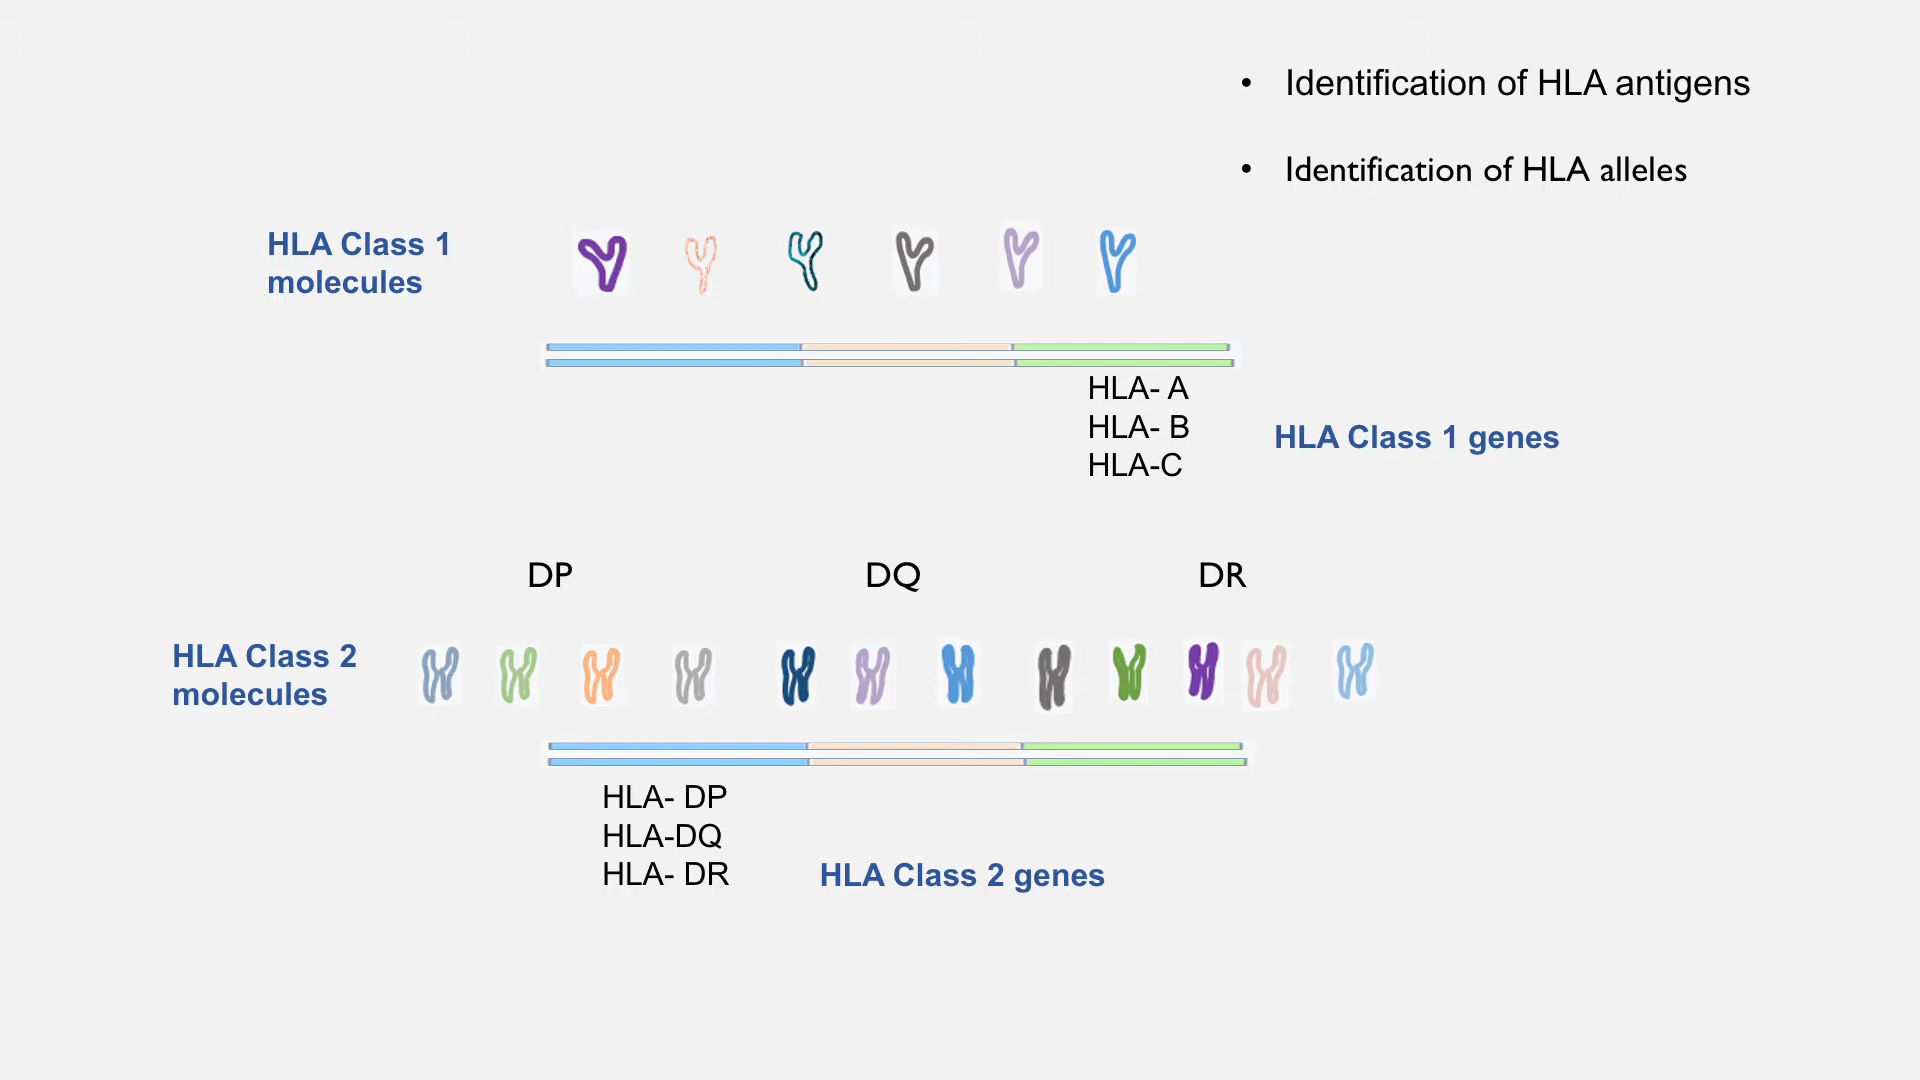 • Identification of HLA antigens
• Identification of HLA alleles
HLA Class 1
molecules
HLA- A
HLA- B
HLA-C
HLA Class 1 genes
DP DQ DR
HLA Class 2
molecules
HLA- DP
HLA-DQ
HLA- DR
HLA Class 2 genes